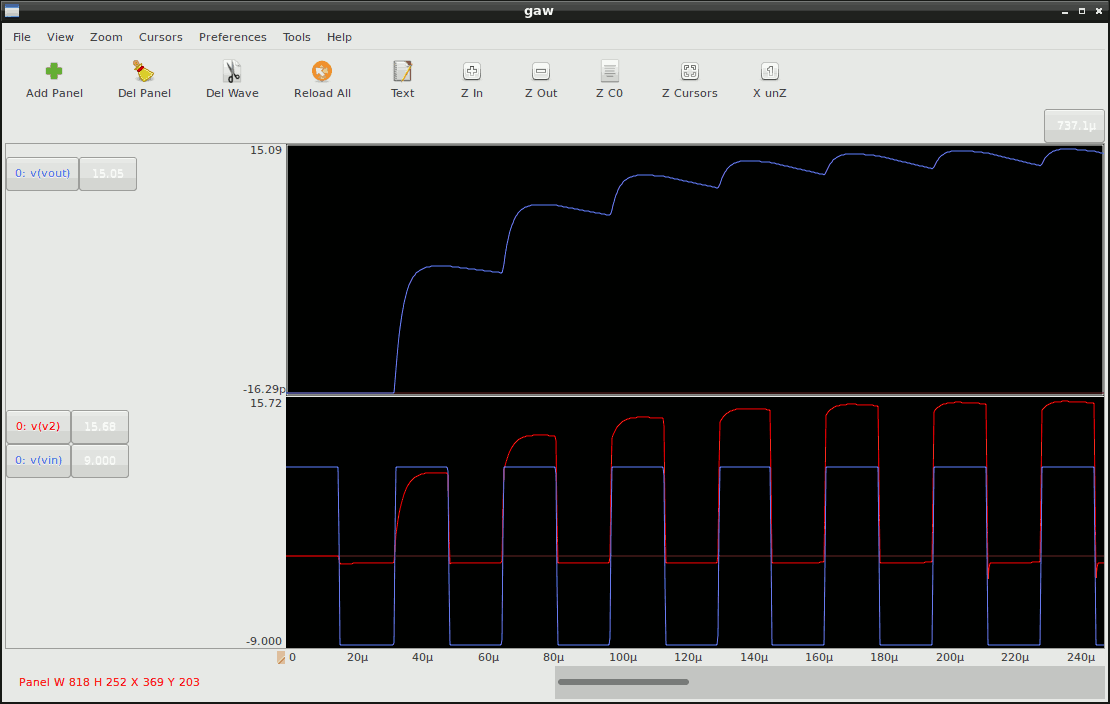 gaw
File View Zoom Cursors Preferences Tools Help
Add Panel Del Panel Del Wave Reload All Text Z In Z Out Z C0 Z Cursors X unZ
737.1µ
15.09
0: v(vout) 15.05
-16.29p
15.72
0: v(v2) 15.68
0: v(vin) 9.000
-9.000
0 20µ 40µ 60µ 80µ 100µ 120µ 140µ 160µ 180µ 200µ 220µ 240µ
Panel W 818 H 252 X 369 Y 203